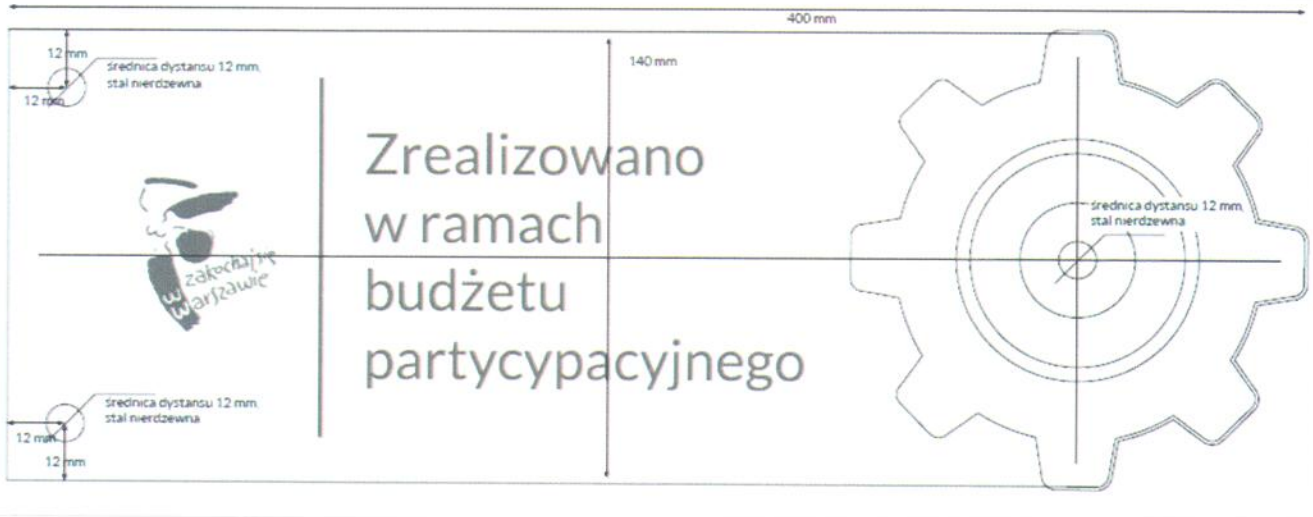 400 mm
12 mm
średnica dystansu 12 mm,
stal nierdzewna
12 mm
140 mm
Zrealizowano
w ramach
budżetu
partycypacyjnego
zakochaj się
w warszawie
średnica dystansu 12 mm,
stal nierdzewna
średnica dystansu 12 mm,
stal nierdzewna
12 mm
12 mm